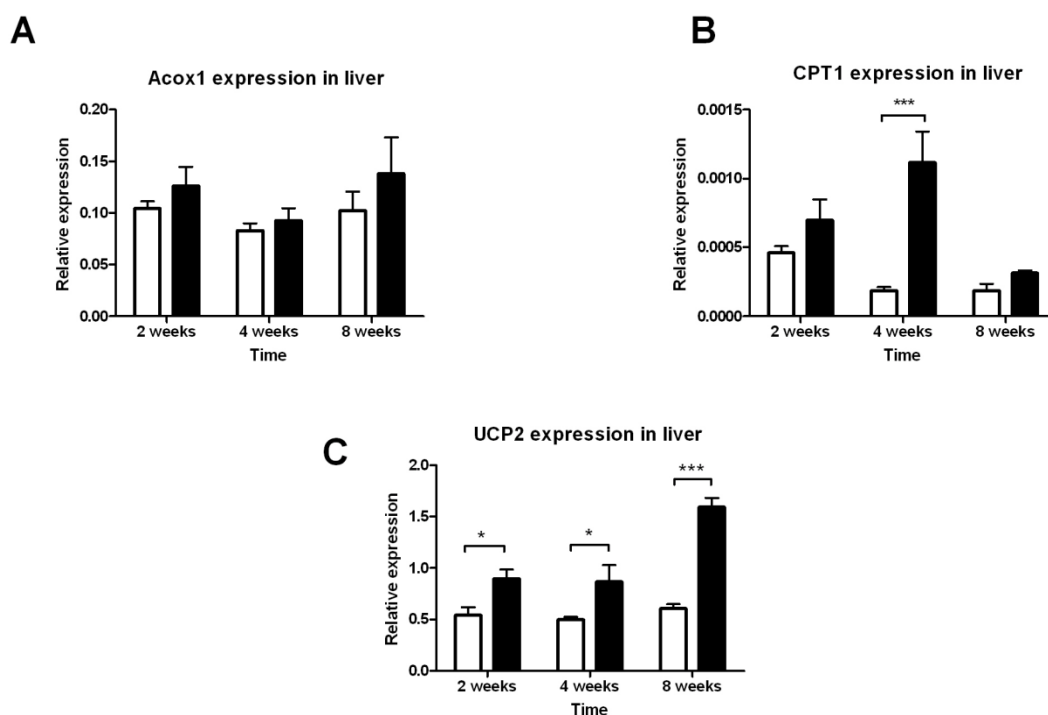 A
Acox1 expression in liver
Relative expression
0.20
0.15
0.10
0.05
0.00
2 weeks 4 weeks 8 weeks
Time
B
CPT1 expression in liver
Relative expression
0.0015
0.0010
0.0005
0.0000
***
2 weeks 4 weeks 8 weeks
Time
C
UCP2 expression in liver
Relative expression
2.0
1.5
1.0
0.5
0.0
* * ***
2 weeks 4 weeks 8 weeks
Time